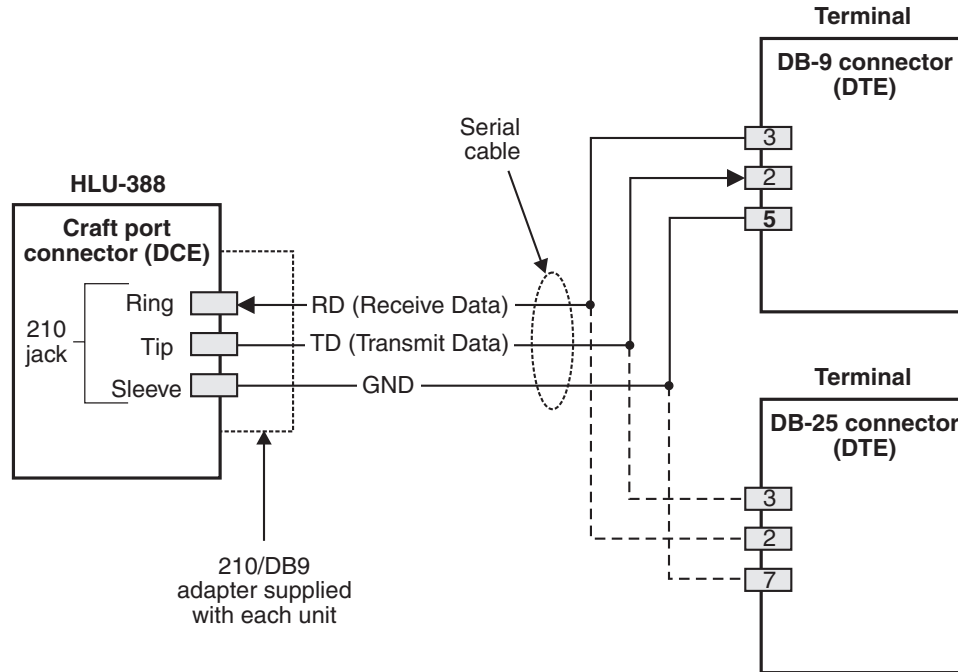 Terminal
DB-9 connector
(DTE)
3
2
5
Serial
cable
HLU-388
Craft port
connector (DCE)
210
jack
Ring
Tip
Sleeve
RD (Receive Data)
TD (Transmit Data)
GND
Terminal
DB-25 connector
(DTE)
3
2
7
210/DB9
adapter supplied
with each unit